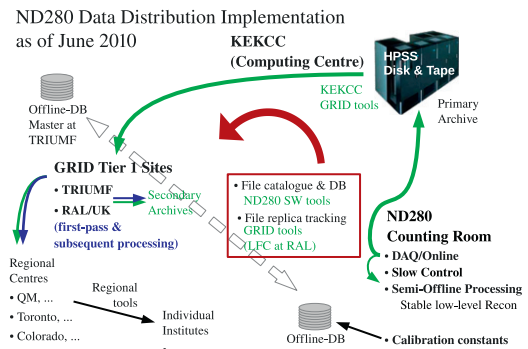 ND280 Data Distribution Implementation
as of June 2010
KEKCC
(Computing Centre)
HPSS
Disk & Tape
KEKCC
GRID tools
Primary
Archive
Offline-DB
Master at
TRIUMF
GRID Tier 1 Sites
• TRIUMF
• RAL/UK
(first-pass &
subsequent processing)
Secondary
Archives
• File catalogue & DB
ND280 SW tools
• File replica tracking
GRID tools
(LFC at RAL)
ND280
Counting Room
• DAQ/Online
• Slow Control
• Semi-Offline Processing
Stable low-level Recon
• Calibration constants
Regional
Centres
• QM, ...
• Toronto, ...
• Colorado, ...
Regional
tools
Individual
Institutes
Offline-DB